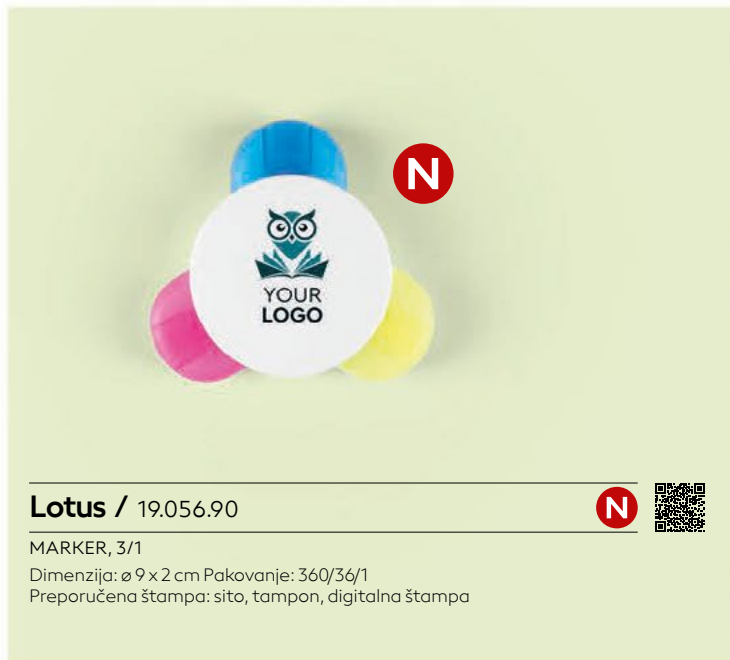 N
YOUR
LOGO
Lotus / 19.056.90
N
MARKER, 3/1
Dimenzija: ø 9 x 2 cm Pakovanje: 360/36/1
Preporučena štampa: sito, tampon, digitalna štampa